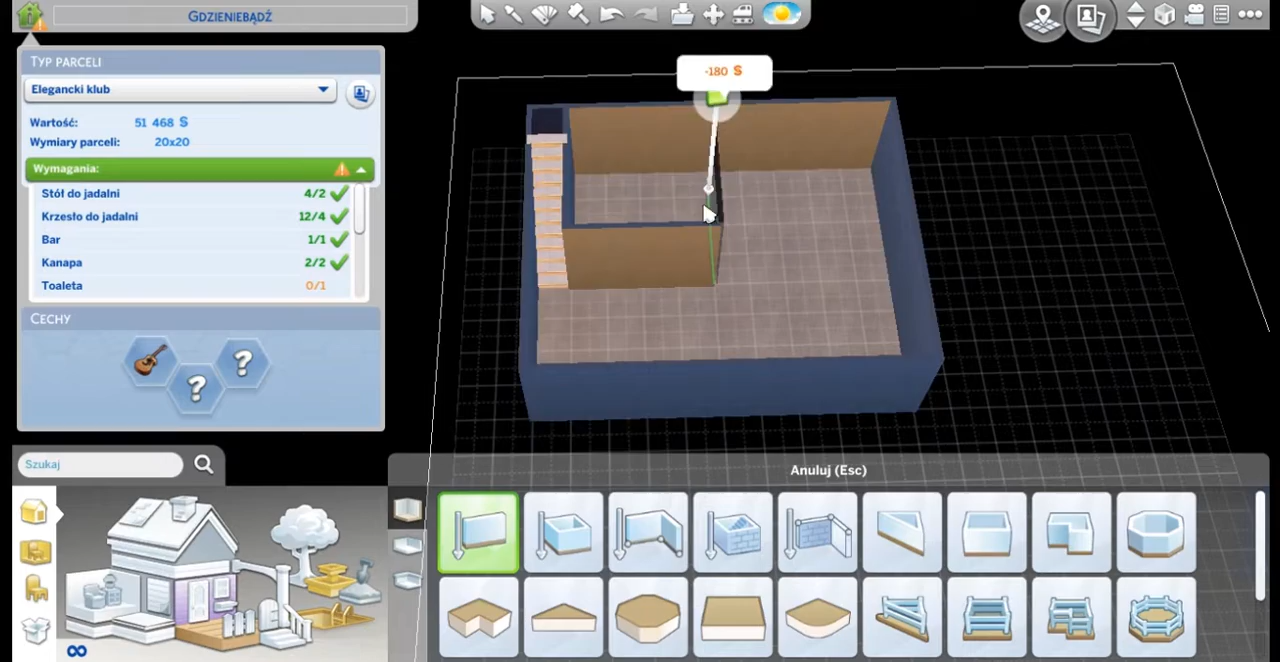 GDZIENIEBĄDŹ
TYP PARCELI
Elegancki klub
Wartość: 51 468 $
Wymiary parceli: 20x20
Wymagania:
Stół do jadalni 4/2
Krzesło do jadalni 12/4
Bar 1/1
Kanapa 2/2
Toaleta 0/1
CECHY
? ?
-180 $
Szukaj
Anuluj (Esc)